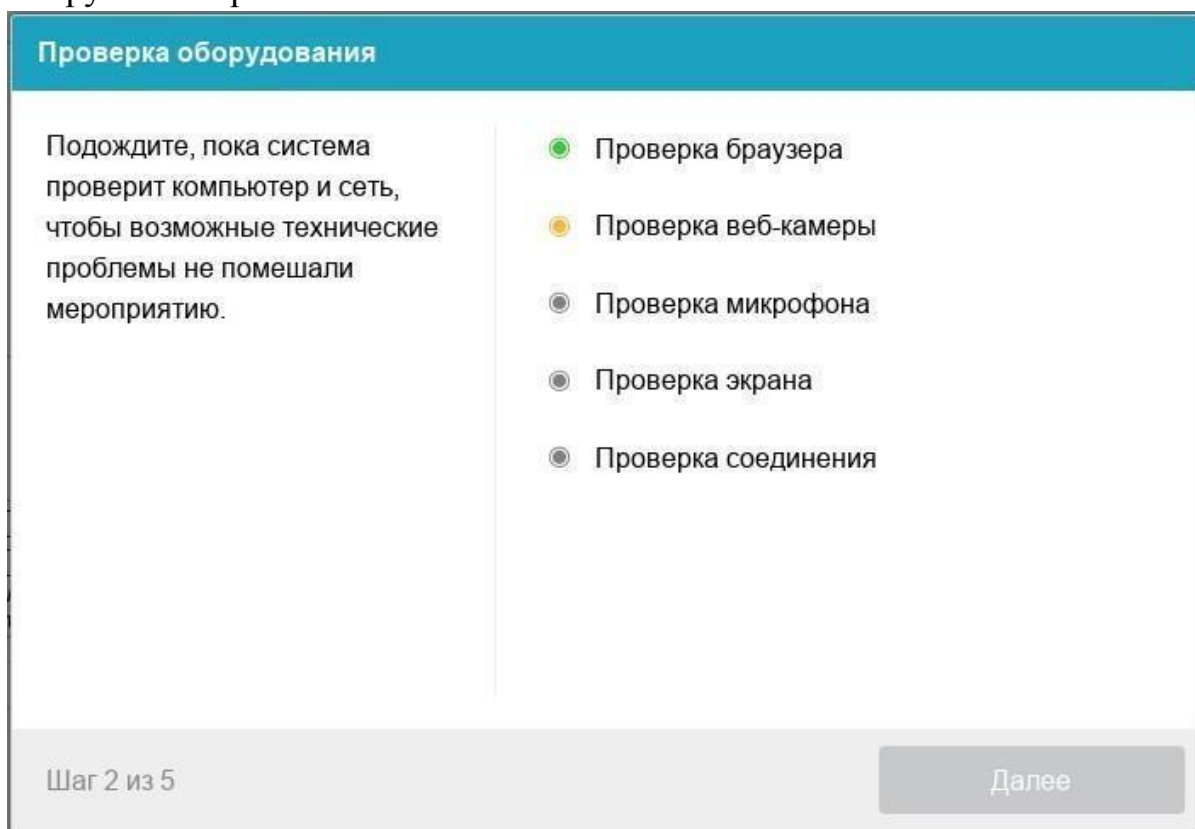 Проверка оборудования
Подождите, пока система
проверит компьютер и сеть,
чтобы возможные технические
проблемы не помешали
мероприятию.
Проверка браузера
Проверка веб-камеры
Проверка микрофона
Проверка экрана
Проверка соединения
Шаг 2 из 5
Далее